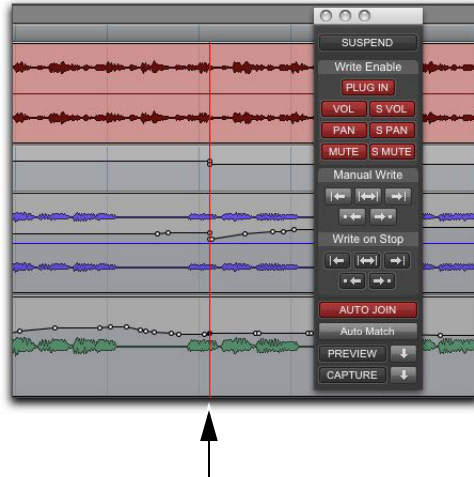 SUSPEND
Write Enable
PLUG IN
VOL S VOL
PAN S PAN
MUTE S MUTE
Manual Write
Write on Stop
AUTO JOIN
Auto Match
PREVIEW
CAPTURE